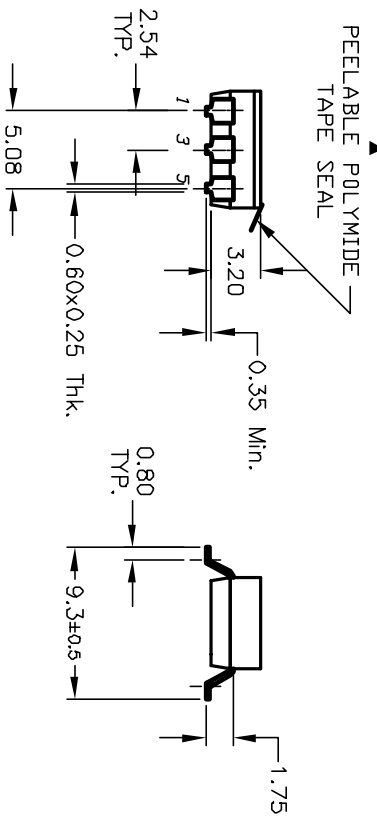 PEELABLE POLYMIDE
TAPE SEAL
2.54
TYP.
1
3
5
5.08
0.60x0.25 Thk.
3.20
0.35 Min.
0.80
TYP.
9.3±0.5
1.75